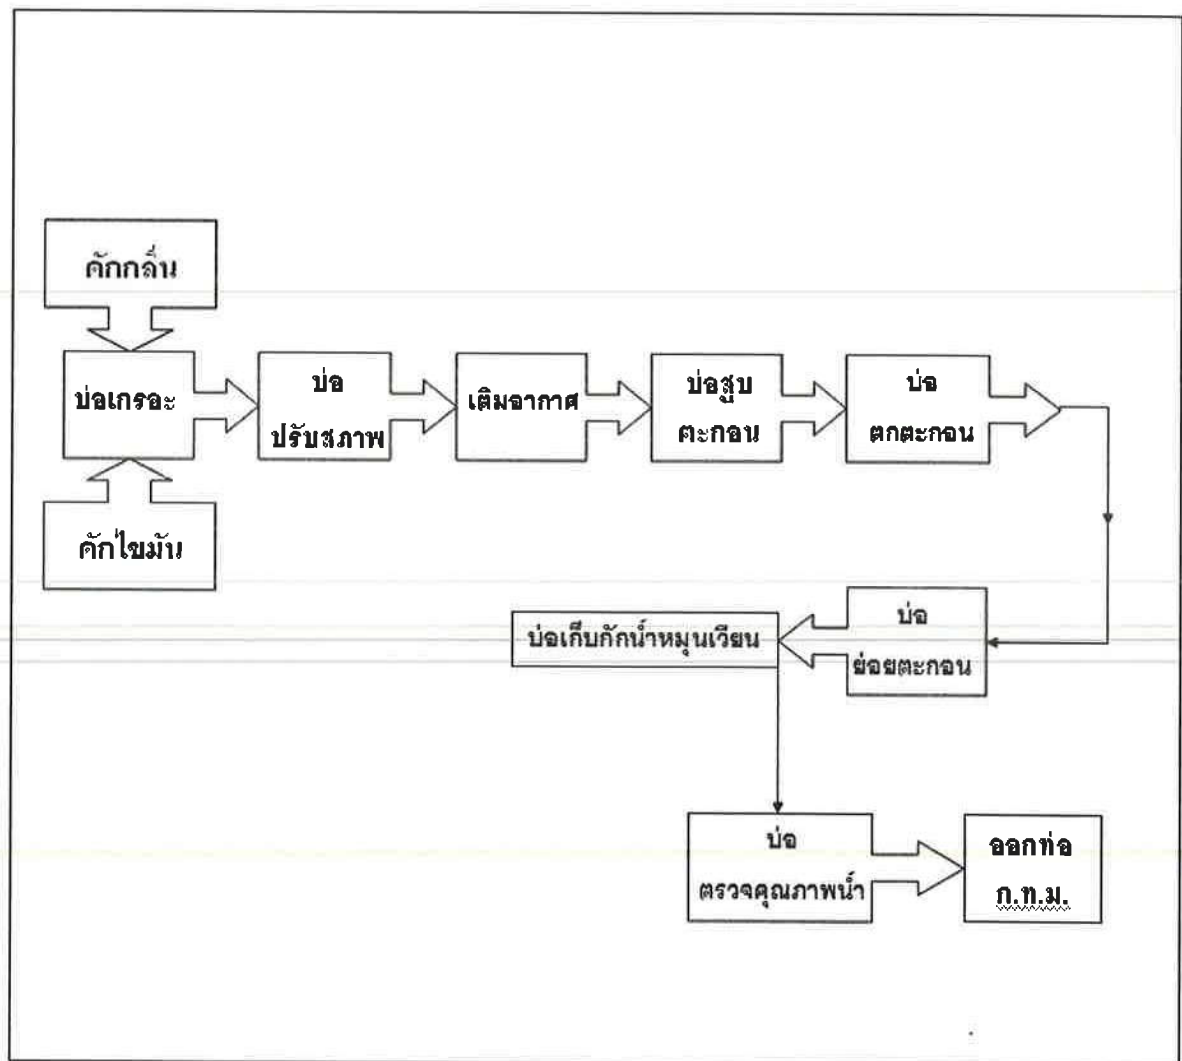 ดักกลิ่น
บ่อเกรอะ
ดักไขมัน
บ่อ
ปรับสภาพ
เติมอากาศ
บ่อสูบ
ตะกอน
บ่อ
ตกตะกอน
บ่อ
ย่อยตะกอน
บ่อเก็บกักน้ำหมุนเวียน
บ่อ
ตรวจคุณภาพน้ำ
ออกท่อ
ก.ท.ม.